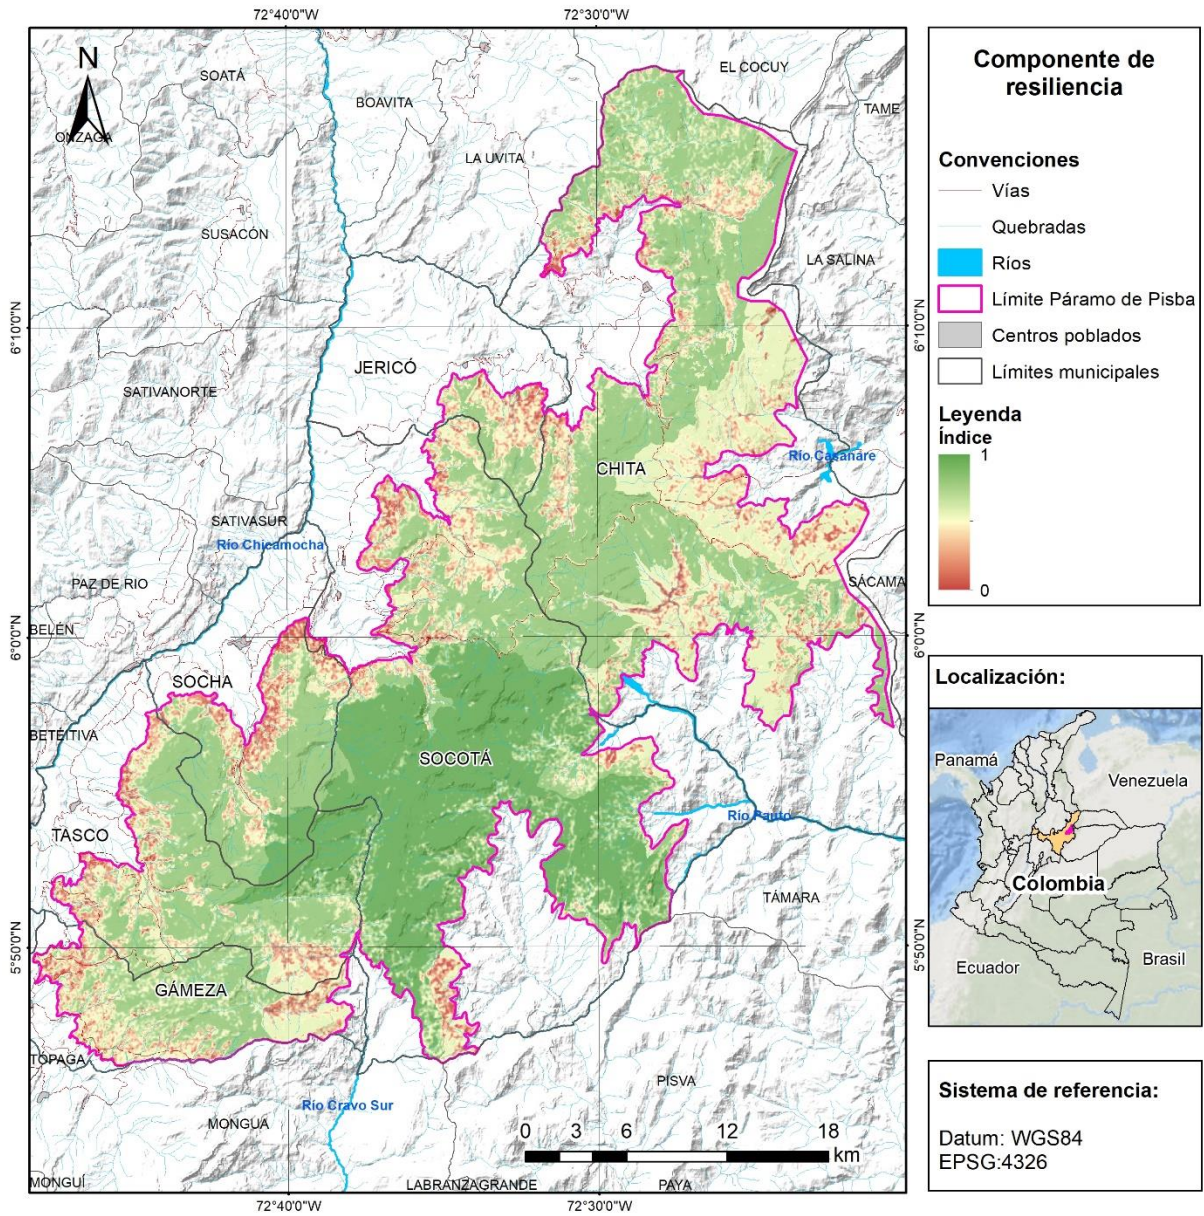 72°40'0"W
72°30'0"W
N
SOATÁ
BOAVITA
EL COCUY
TAME
ONZAGA
LA UVITA
SUSACÓN
LA SALINA
6°10'0"N
6°10'0"N
JERICÓ
SATIVANORTE
CHITA
Río Casanare
SATIVASUR
Río Chicamocha
PAZ DE RIO
SÁCAMA
BELÉN
6°0'0"N
6°0'0"N
SOCHA
BETÉITIVA
SOCOTÁ
TASCO
Río Pauto
TÁMARA
5°50'0"N
5°50'0"N
GÁMEZA
TÓPAGA
PISVA
Río Cravo Sur
MONGUA
0 3 6 12 18
km
MONGUÍ
LABRANZAGRANDE
PAYA
72°40'0"W
72°30'0"W
Componente de
resiliencia
Convenciones
Vías
Quebradas
Ríos
Límite Páramo de Pisba
Centros poblados
Límites municipales
Leyenda
Índice
1
0
Localización:
Panamá
Venezuela
Colombia
Ecuador
Brasil
Sistema de referencia:
Datum: WGS84
EPSG:4326